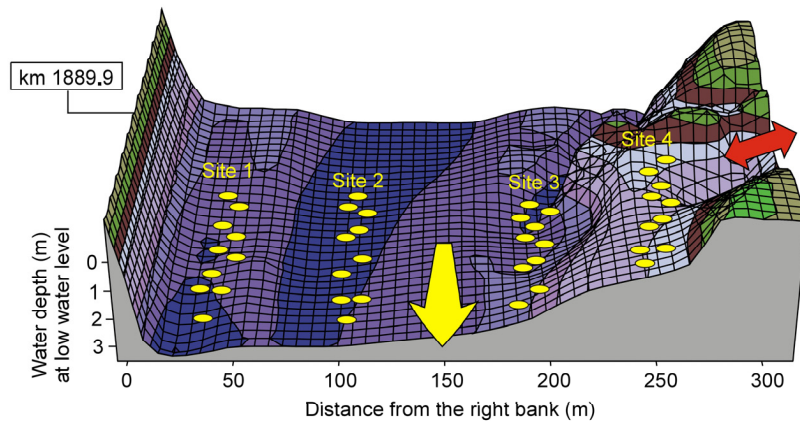 km 1889.9
Site 1
Site 2
Site 3
Site 4
Water depth (m)
at low water level
0
1
2
3
0
50
100
150
200
250
300
Distance from the right bank (m)